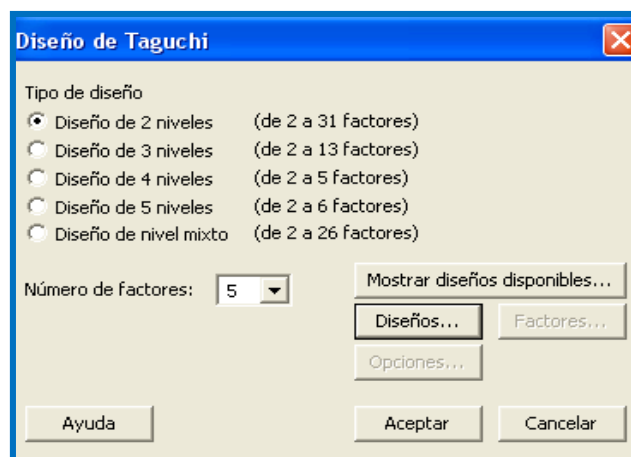 Diseño de Taguchi
Tipo de diseño
Diseño de 2 niveles (de 2 a 31 factores)
Diseño de 3 niveles (de 2 a 13 factores)
Diseño de 4 niveles (de 2 a 5 factores)
Diseño de 5 niveles (de 2 a 6 factores)
Diseño de nivel mixto (de 2 a 26 factores)
Número de factores: 5
Mostrar diseños disponibles...
Diseños... Factores...
Opciones...
Ayuda Aceptar Cancelar